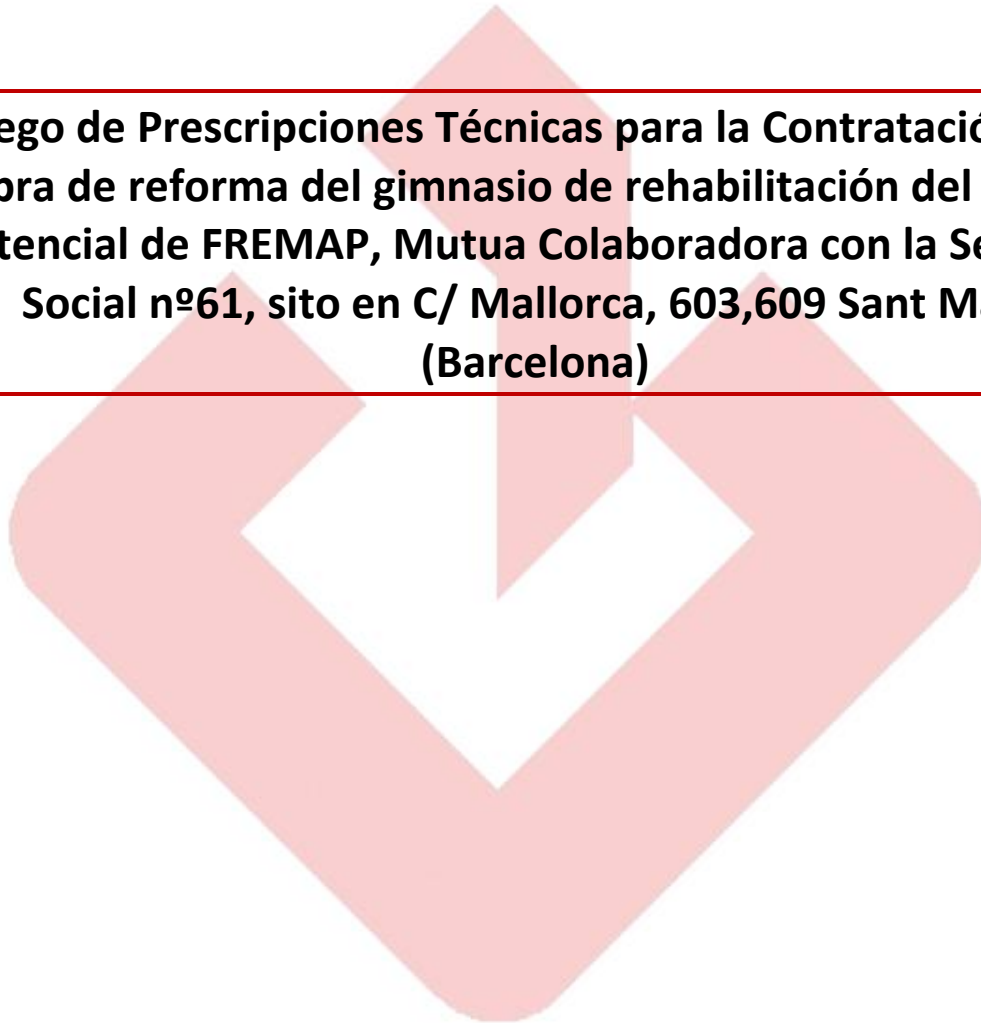 ego de Prescripciones Técnicas para la Contratació
ra de reforma del gimnasio de rehabilitación del
tencial de FREMAP, Mutua Colaboradora con la Se
Social nº61, sito en C/ Mallorca, 603,609 Sant Ma
(Barcelona)